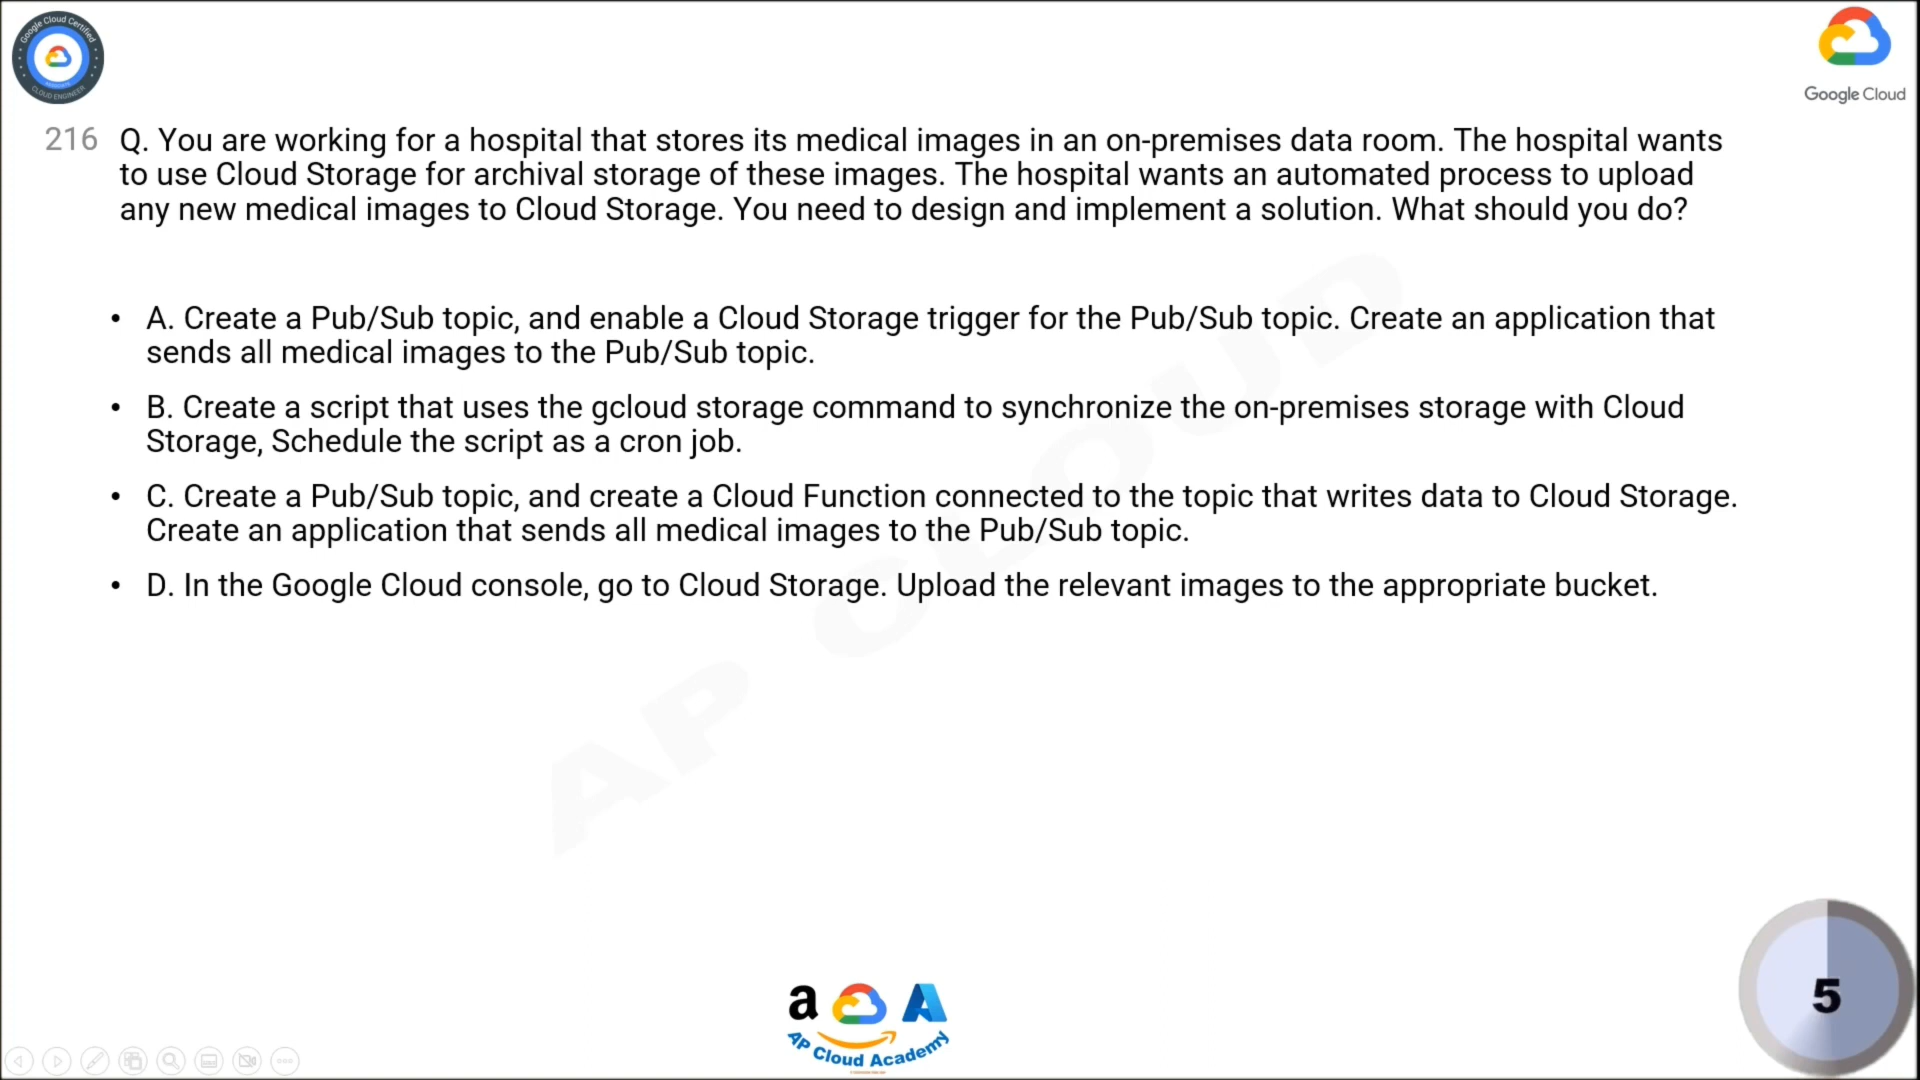 Google Cloud Certified
ASSOCIATE
CLOUD ENGINEER
Google Cloud
216 Q. You are working for a hospital that stores its medical images in an on-premises data room. The hospital wants
to use Cloud Storage for archival storage of these images. The hospital wants an automated process to upload
any new medical images to Cloud Storage. You need to design and implement a solution. What should you do?
• A. Create a Pub/Sub topic, and enable a Cloud Storage trigger for the Pub/Sub topic. Create an application that
sends all medical images to the Pub/Sub topic.
• B. Create a script that uses the gcloud storage command to synchronize the on-premises storage with Cloud
Storage, Schedule the script as a cron job.
• C. Create a Pub/Sub topic, and create a Cloud Function connected to the topic that writes data to Cloud Storage.
Create an application that sends all medical images to the Pub/Sub topic.
• D. In the Google Cloud console, go to Cloud Storage. Upload the relevant images to the appropriate bucket.
AP CLOUD
5
a
AP Cloud Academy